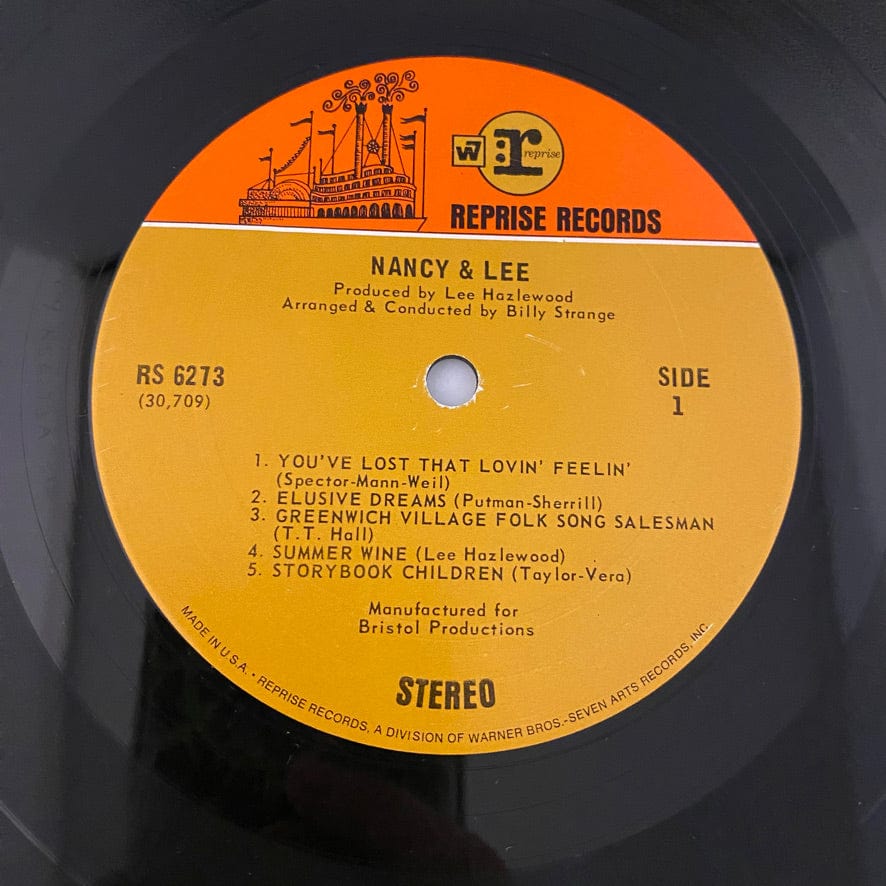 W7 r reprise
REPRISE RECORDS
NANCY & LEE
Produced by Lee Hazlewood
Arranged & Conducted by Billy Strange
RS 6273
(30,709)
SIDE
1
1. YOU'VE LOST THAT LOVIN' FEELIN'
(Spector-Mann-Weil)
2. ELUSIVE DREAMS (Putman-Sherrill)
3. GREENWICH VILLAGE FOLK SONG SALESMAN
(T.T. Hall)
4. SUMMER WINE (Lee Hazlewood)
5. STORYBOOK CHILDREN (Taylor-Vera)
Manufactured for
Bristol Productions
STEREO
MADE IN U.S.A. • REPRISE RECORDS, A DIVISION OF WARNER BROS.-SEVEN ARTS RECORDS, INC.